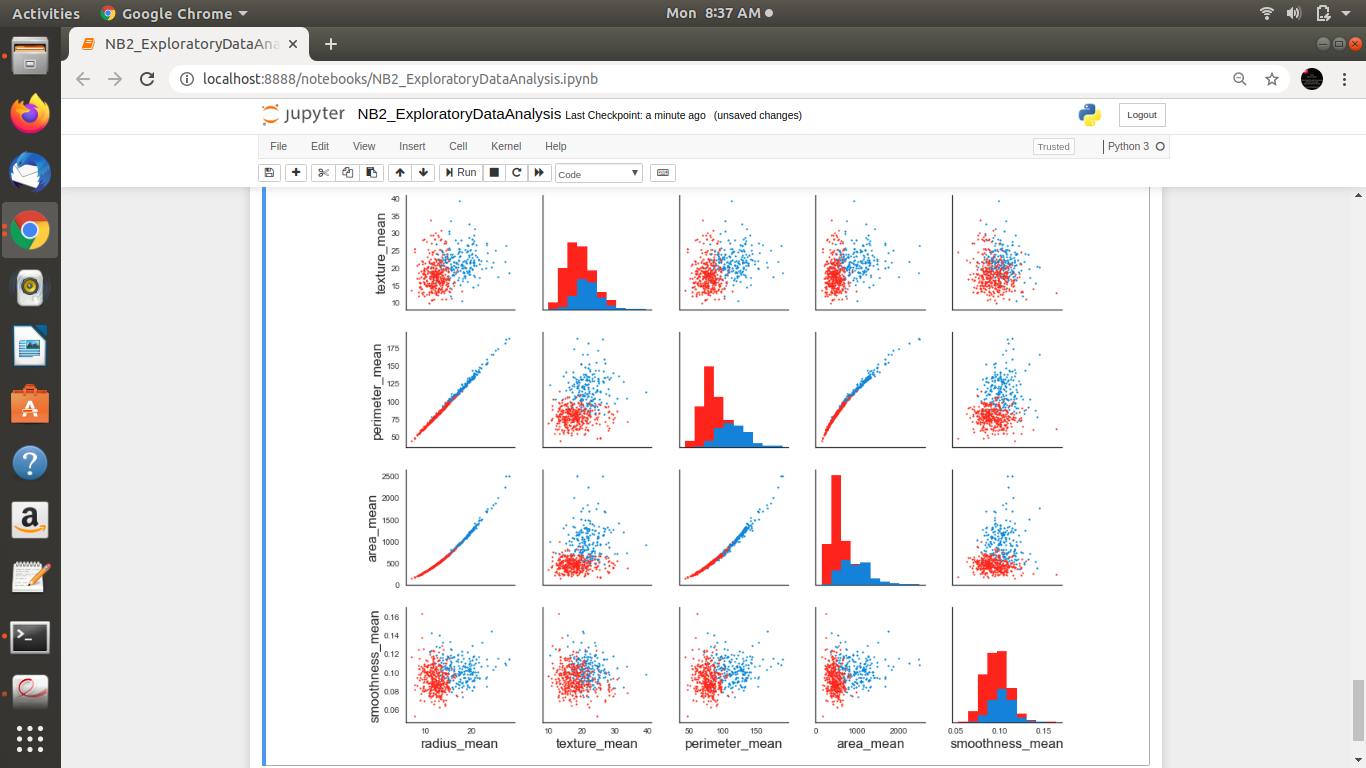 Activities Google Chrome Mon 8:37 AM
NB2_ExploratoryDataAna
localhost:8888/notebooks/NB2_ExploratoryDataAnalysis.ipynb
jupyter NB2_ExploratoryDataAnalysis Last Checkpoint: a minute ago (unsaved changes) Logout
File Edit View Insert Cell Kernel Help Trusted Python 3
Run Code
texture_mean
40
35
30
25
20
15
10
perimeter_mean
175
150
125
100
75
50
area_mean
2500
2000
1500
1000
500
0
smoothness_mean
0.16
0.14
0.12
0.10
0.08
0.06
10 20 10 20 30 40 50 100 150 0 1000 2000 0.05 0.10 0.15
radius_mean texture_mean perimeter_mean area_mean smoothness_mean